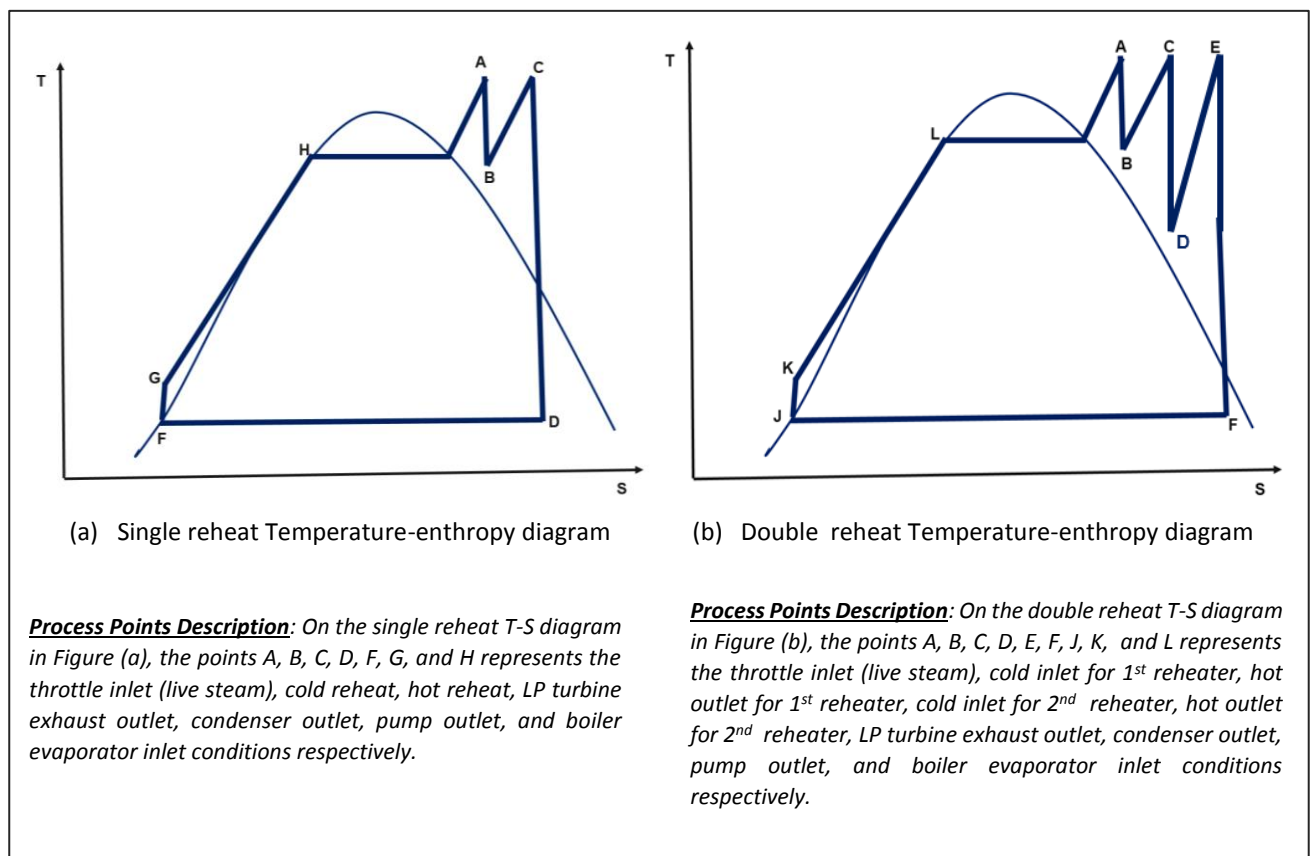 T
A
C
H
B
G
F
D
S
(a) Single reheat Temperature-enthropy diagram
Process Points Description: On the single reheat T-S diagram
in Figure (a), the points A, B, C, D, F, G, and H represents the
throttle inlet (live steam), cold reheat, hot reheat, LP turbine
exhaust outlet, condenser outlet, pump outlet, and boiler
evaporator inlet conditions respectively.
T
A
C
E
L
B
D
K
J
F
S
(b) Double reheat Temperature-enthropy diagram
Process Points Description: On the double reheat T-S diagram
in Figure (b), the points A, B, C, D, E, F, J, K, and L represents
the throttle inlet (live steam), cold inlet for 1st reheater, hot
outlet for 1st reheater, cold inlet for 2nd reheater, hot outlet
for 2nd reheater, LP turbine exhaust outlet, condenser outlet,
pump outlet, and boiler evaporator inlet conditions
respectively.